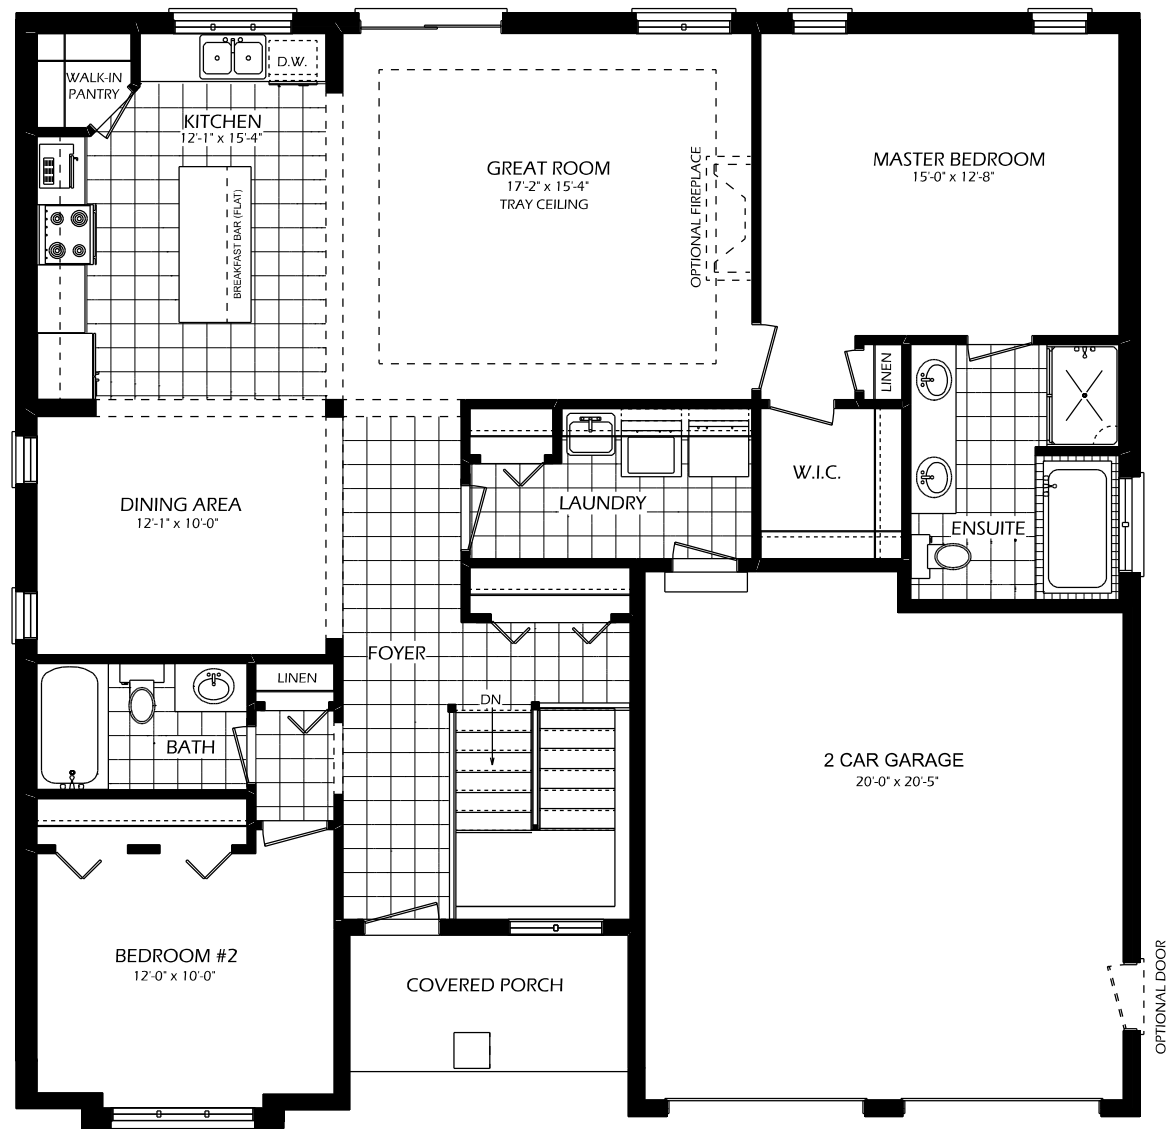 WALK-IN
PANTRY
D.W.
KITCHEN
12'-1" x 15'-4"
BREAKFAST BAR (FLAT)
GREAT ROOM
17'-2" x 15'-4"
TRAY CEILING
OPTIONAL FIREPLACE
MASTER BEDROOM
15'-0" x 12'-8"
LINEN
DINING AREA
12'-1" x 10'-0"
LAUNDRY
W.I.C.
ENSUITE
FOYER
LINEN
DN
BATH
2 CAR GARAGE
20'-0" x 20'-5"
BEDROOM #2
12'-0" x 10'-0"
COVERED PORCH
OPTIONAL DOOR